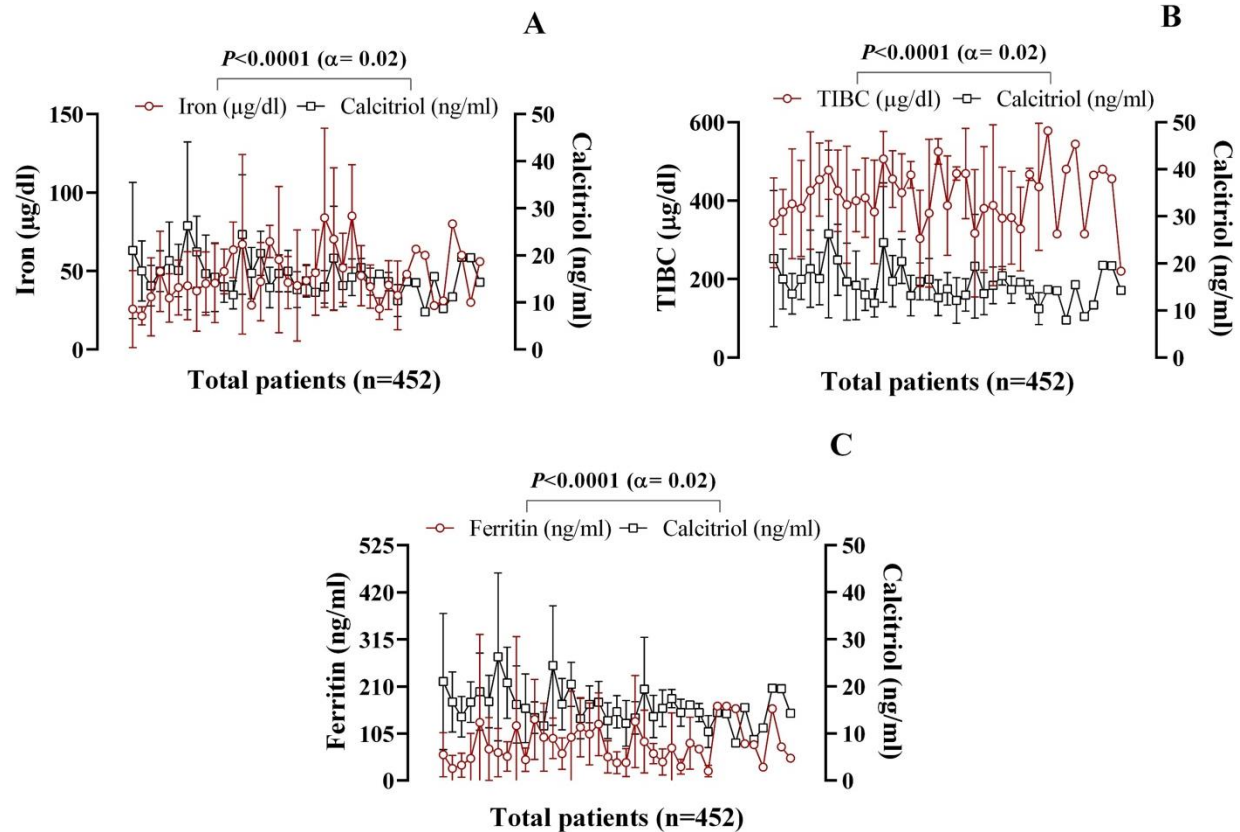 A
P<0.0001 (α= 0.02)
Iron (µg/dl) Calcitriol (ng/ml)
150
100
50
0
Iron (µg/dl)
50
40
30
20
10
0
Calcitriol (ng/ml)
Total patients (n=452)
B
P<0.0001 (α= 0.02)
TIBC (µg/dl) Calcitriol (ng/ml)
600
400
200
0
TIBC (µg/dl)
50
40
30
20
10
0
Calcitriol (ng/ml)
Total patients (n=452)
C
P<0.0001 (α= 0.02)
Ferritin (ng/ml) Calcitriol (ng/ml)
525
420
315
210
105
0
Ferritin (ng/ml)
50
40
30
20
10
0
Calcitriol (ng/ml)
Total patients (n=452)